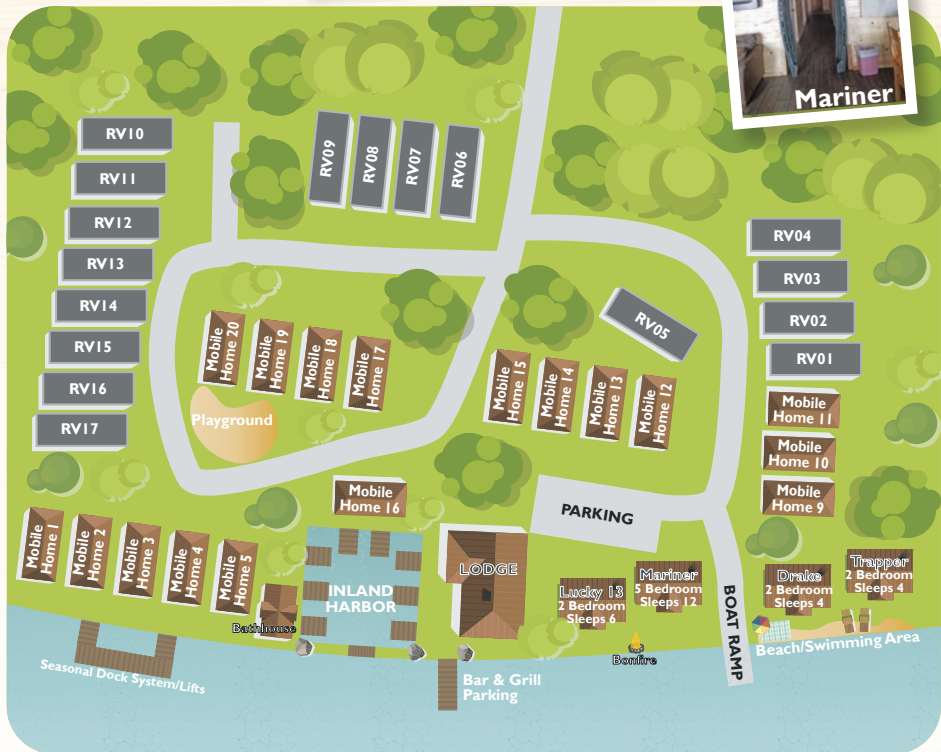 Mariner
RV10
RV11
RV12
RV13
RV14
RV15
RV16
RV17
RV09
RV08
RV07
RV06
RV04
RV03
RV02
RV01
RV05
Mobile
Home 20
Mobile
Home 19
Mobile
Home 18
Mobile
Home 17
Mobile
Home 15
Mobile
Home 14
Mobile
Home 13
Mobile
Home 12
Mobile
Home 11
Mobile
Home 10
Mobile
Home 9
Playground
Mobile
Home 16
PARKING
Mobile
Home 1
Mobile
Home 2
Mobile
Home 3
Mobile
Home 4
Mobile
Home 5
Bathhouse
INLAND
HARBOR
LODGE
Lucky 13
2 Bedroom
Sleeps 6
Mariner
5 Bedroom
Sleeps 12
BOAT RAMP
Drake
2 Bedroom
Sleeps 4
Trapper
2 Bedroom
Sleeps 4
Beach/Swimming Area
Bonfire
Bar & Grill
Parking
Seasonal Dock System/Lifts